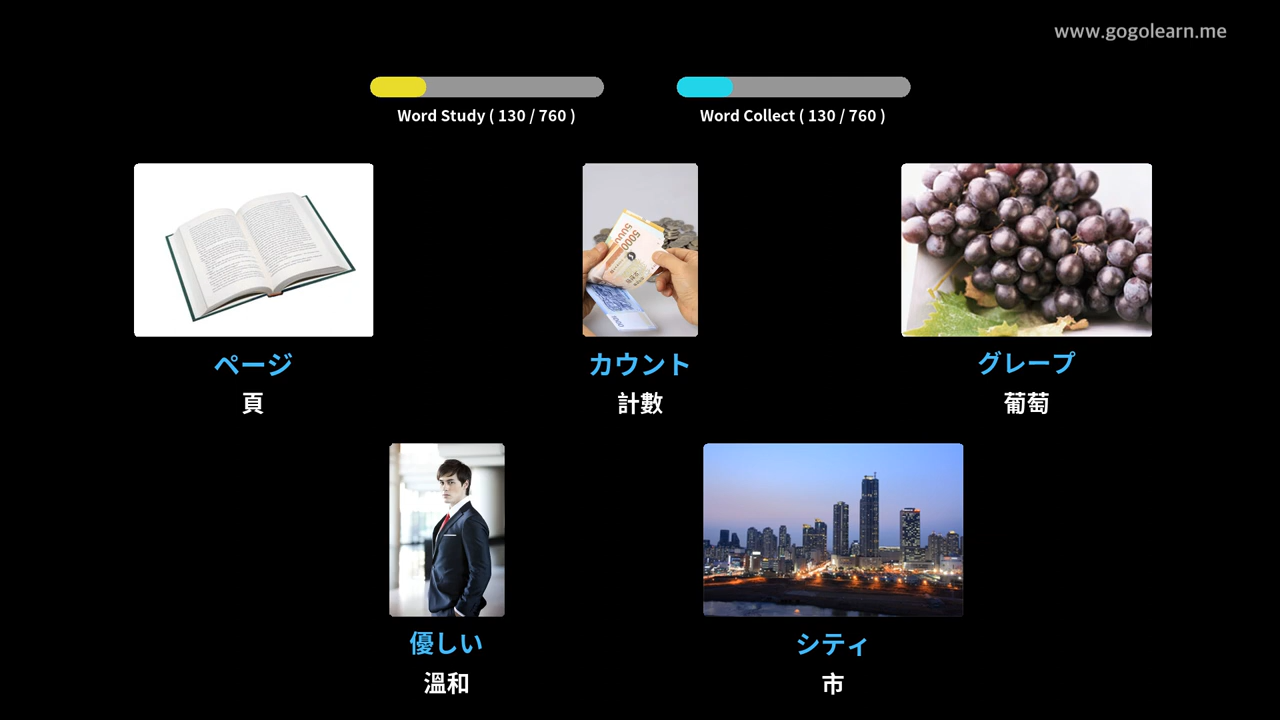 www.gogolearn.me
Word Study ( 130 / 760 )
Word Collect ( 130 / 760 )
ページ
頁
カウント
計數
グレープ
葡萄
優しい
溫和
シティ
市